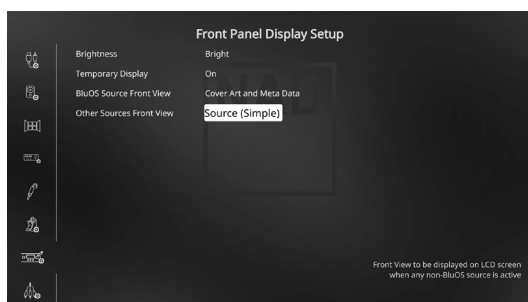 Front Panel Display Setup
Brightness Bright
Temporary Display On
BluOS Source Front View Cover Art and Meta Data
Other Sources Front View Source (Simple)
NAD
Front View to be displayed on LCD screen
when any non-BluOS source is active